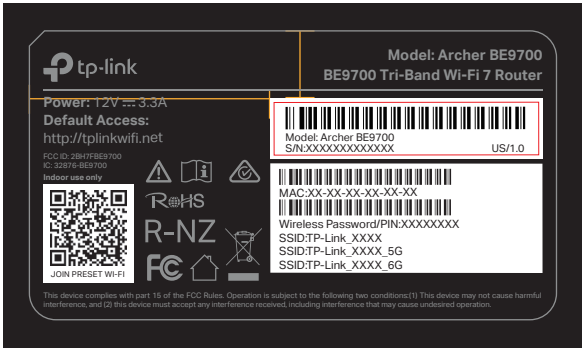 tp-link
Model: Archer BE9700
BE9700 Tri-Band Wi-Fi 7 Router
Power: 12V ⎓ 3.3A
Default Access:
http://tplinkwifi.net
FCC ID: 2BH7FBE9700
IC: 32876-BE9700
Indoor use only
Model: Archer BE9700
S/N:XXXXXXXXXXXXX US/1.0
RoHS
R-NZ
FC
JOIN PRESET WI-FI
MAC:XX-XX-XX-XX-XX-XX
Wireless Password/PIN:XXXXXXXX
SSID:TP-Link_XXXX
SSID:TP-Link_XXXX_5G
SSID:TP-Link_XXXX_6G
This device complies with part 15 of the FCC Rules. Operation is subject to the following two conditions:(1) This device may not cause harmful
interference, and (2) this device must accept any interference received, including interference that may cause undesired operation.